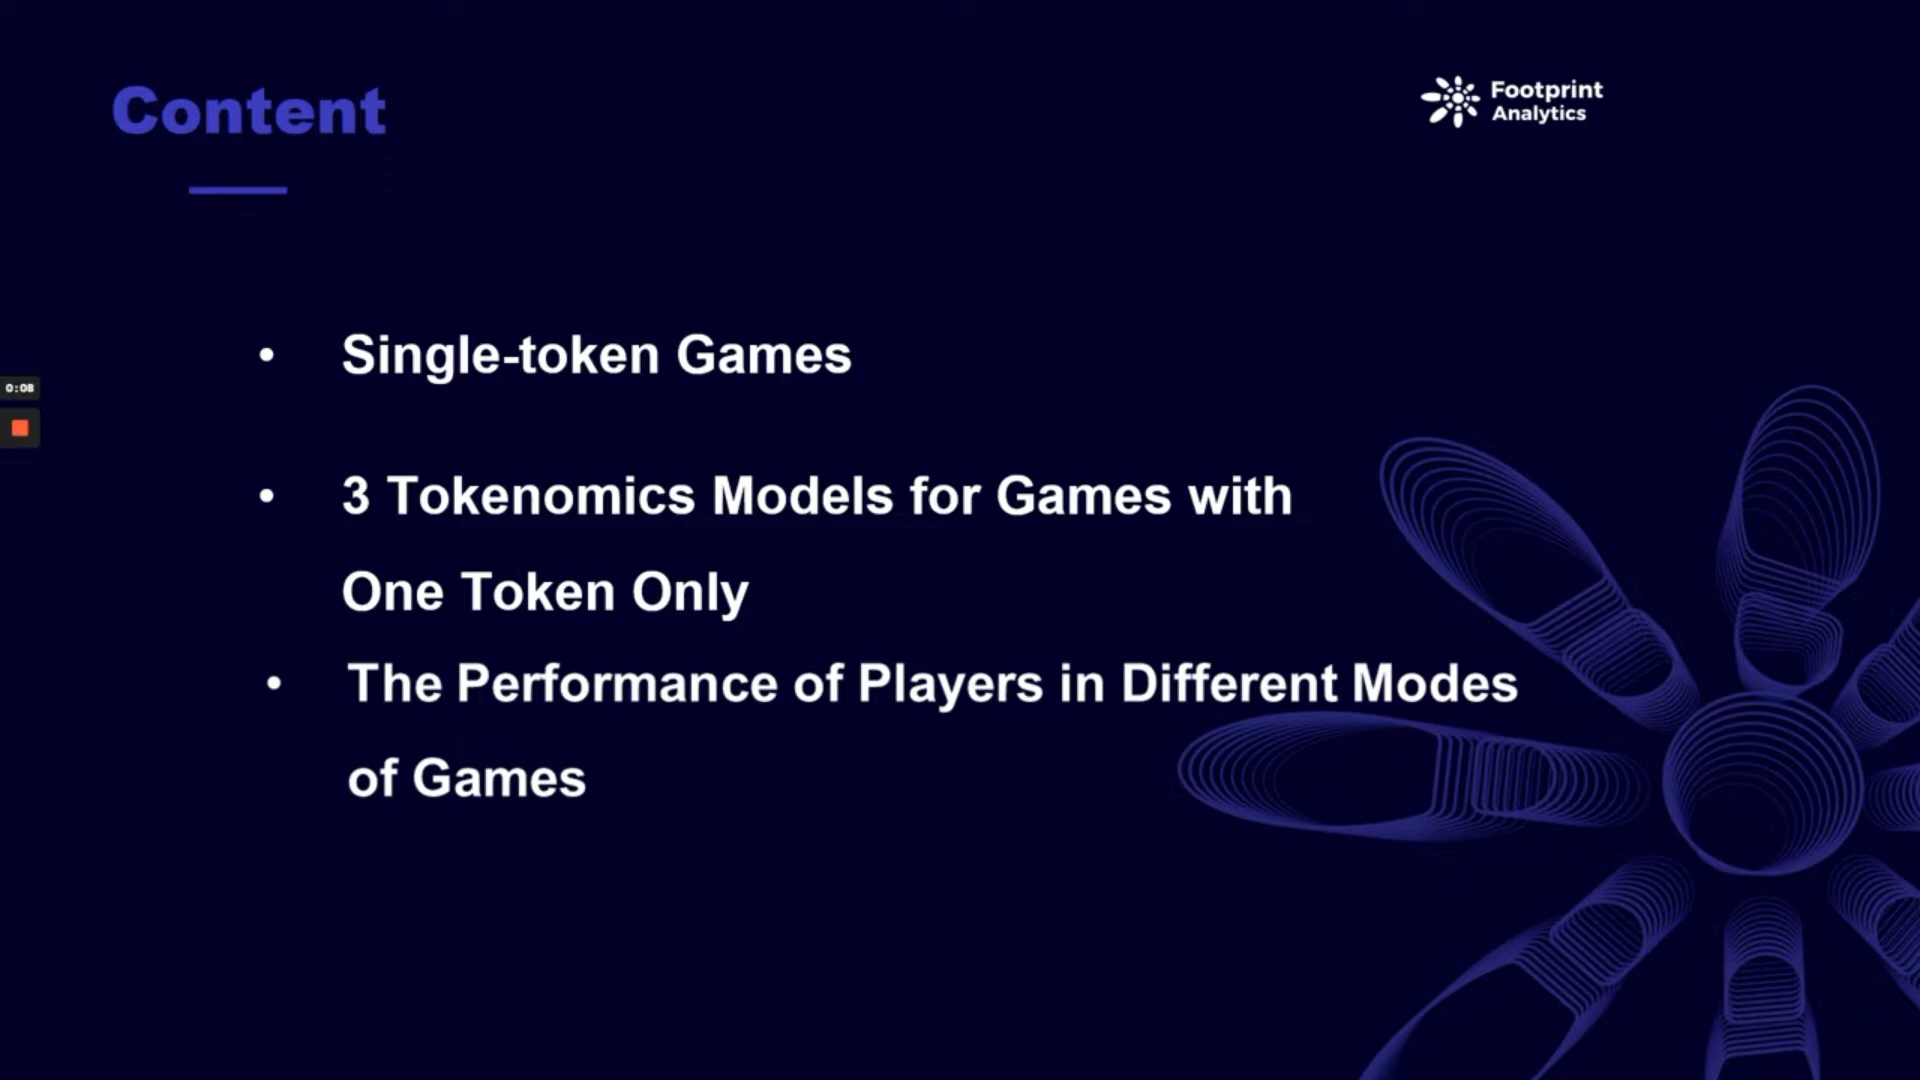 Content
Footprint
Analytics
• Single-token Games
0:08
• 3 Tokenomics Models for Games with
One Token Only
• The Performance of Players in Different Modes
of Games